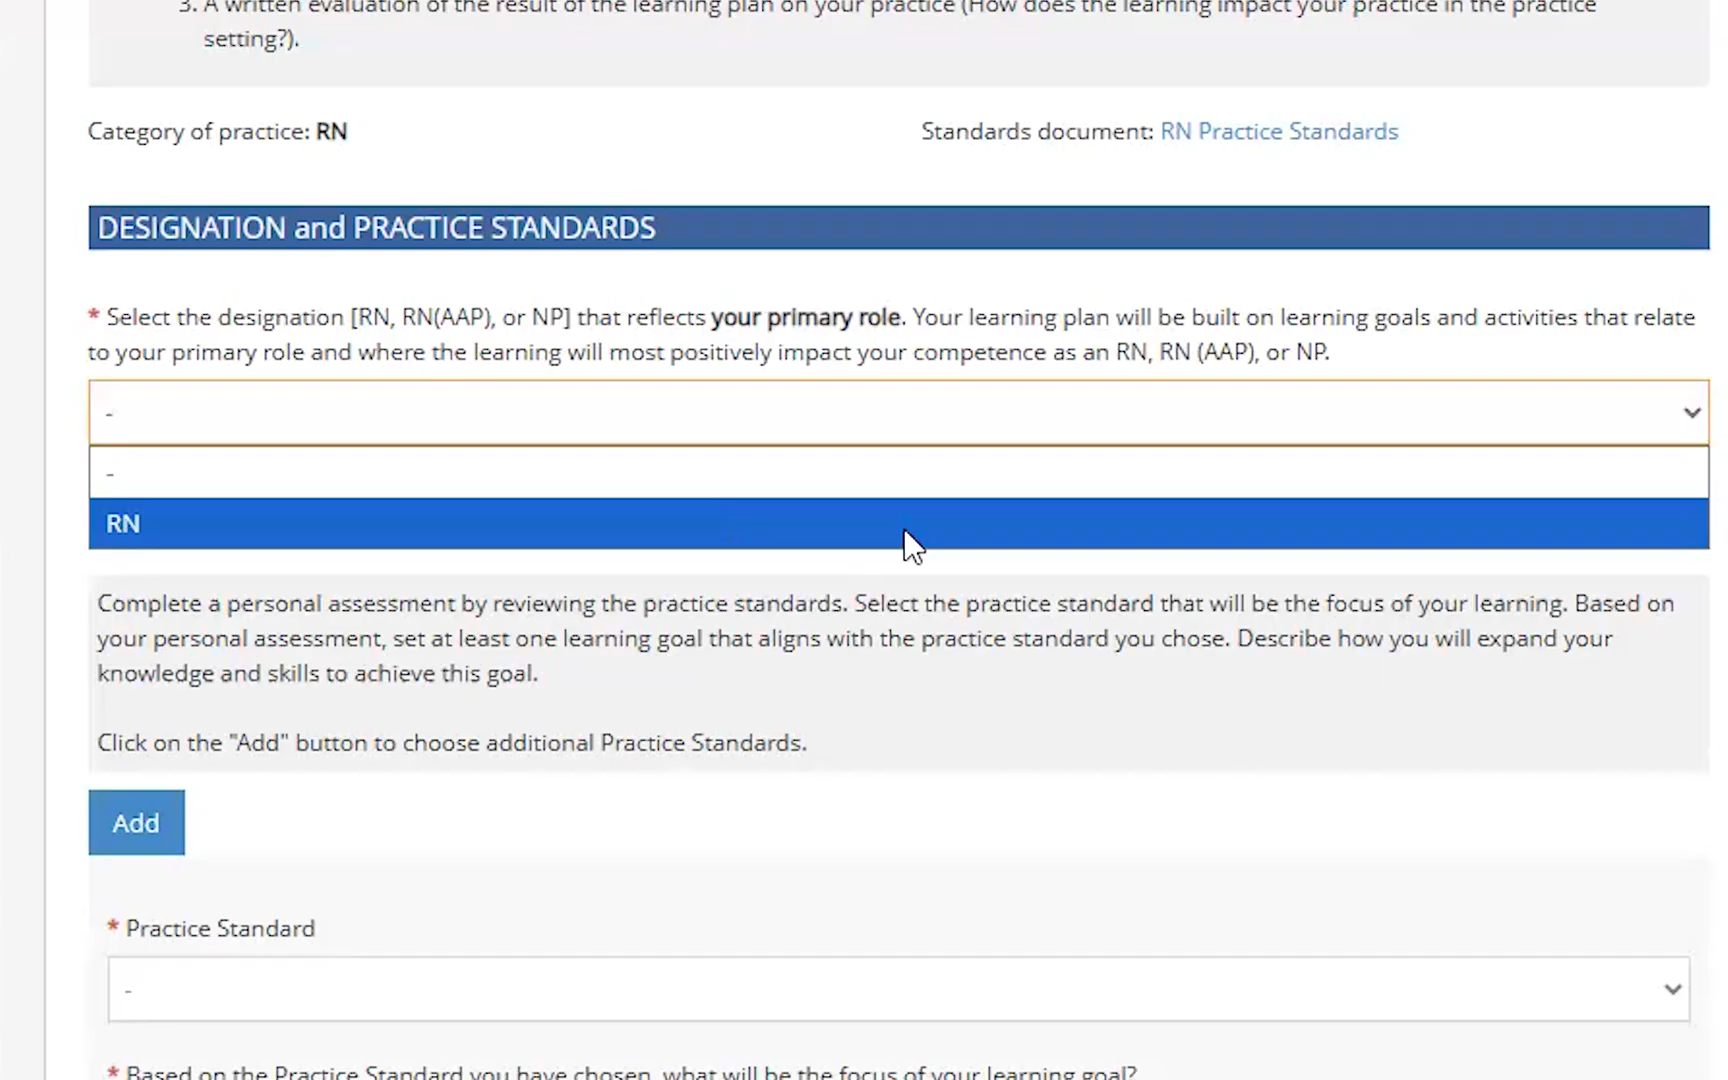 3. A written evaluation of the result of the learning plan on your practice (How does the learning impact your practice in the practice
setting?).
Category of practice: RN
Standards document: RN Practice Standards
DESIGNATION and PRACTICE STANDARDS
* Select the designation [RN, RN(AAP), or NP] that reflects your primary role. Your learning plan will be built on learning goals and activities that relate
to your primary role and where the learning will most positively impact your competence as an RN, RN (AAP), or NP.
-
-
RN
Complete a personal assessment by reviewing the practice standards. Select the practice standard that will be the focus of your learning. Based on
your personal assessment, set at least one learning goal that aligns with the practice standard you chose. Describe how you will expand your
knowledge and skills to achieve this goal.
Click on the "Add" button to choose additional Practice Standards.
Add
* Practice Standard
-
* Based on the Practice Standard you have chosen, what will be the focus of your learning goal?